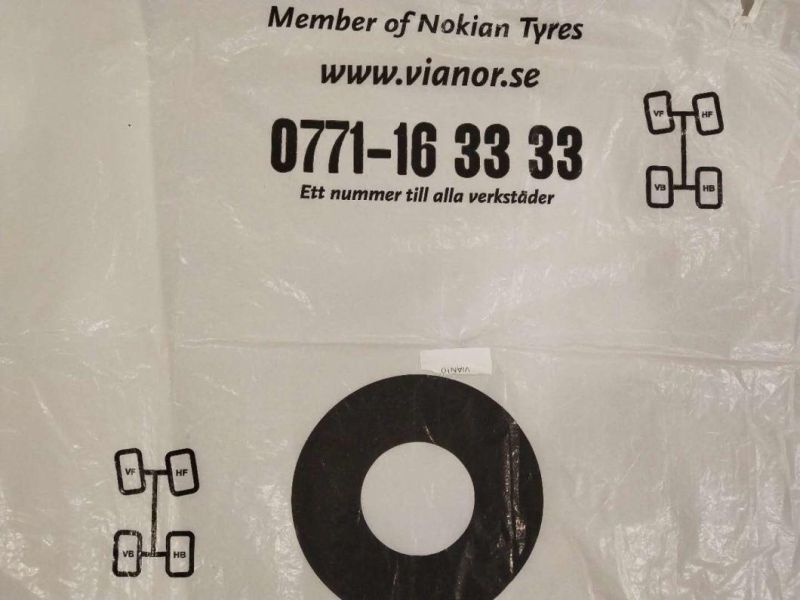 Member of Nokian Tyres
www.vianor.se
0771-16 33 33
Ett nummer till alla verkstäder
VF HF
VB HB
VIAN10
VF HF
VB HB